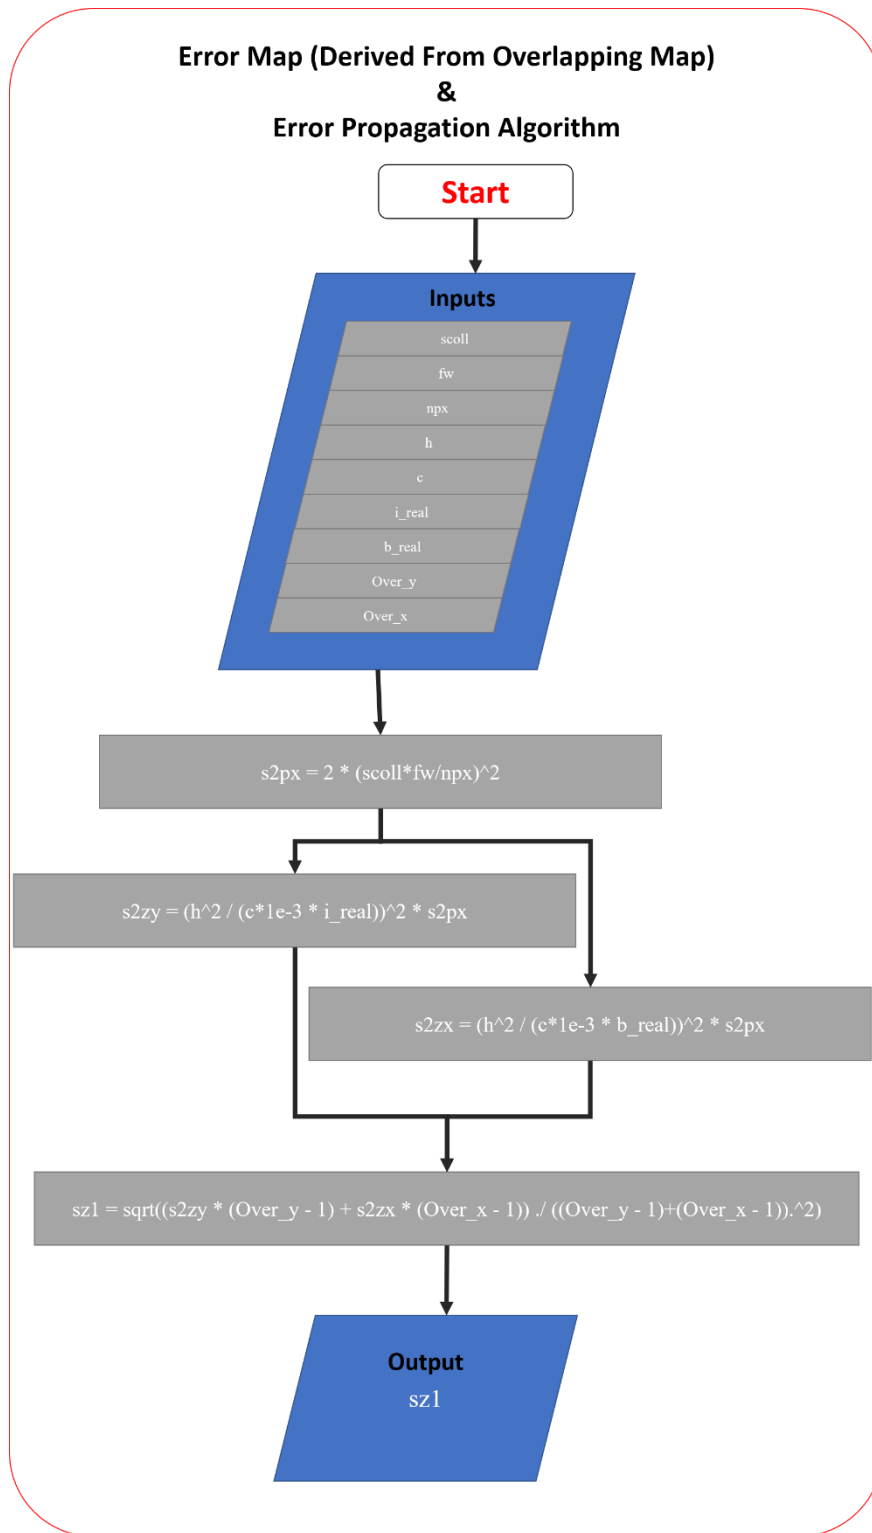 Error Map (Derived From Overlapping Map)
&
Error Propagation Algorithm
Start
Inputs
scoll
fw
npx
h
c
i_real
b_real
Over_y
Over_x
s2px = 2 * (scoll*fw/npx)^2
s2zy = (h^2 / (c*1e-3 * i_real))^2 * s2px
s2zx = (h^2 / (c*1e-3 * b_real))^2 * s2px
sz1 = sqrt((s2zy * (Over_y - 1) + s2zx * (Over_x - 1)) ./ ((Over_y - 1)+(Over_x - 1)).^2)
Output
sz1